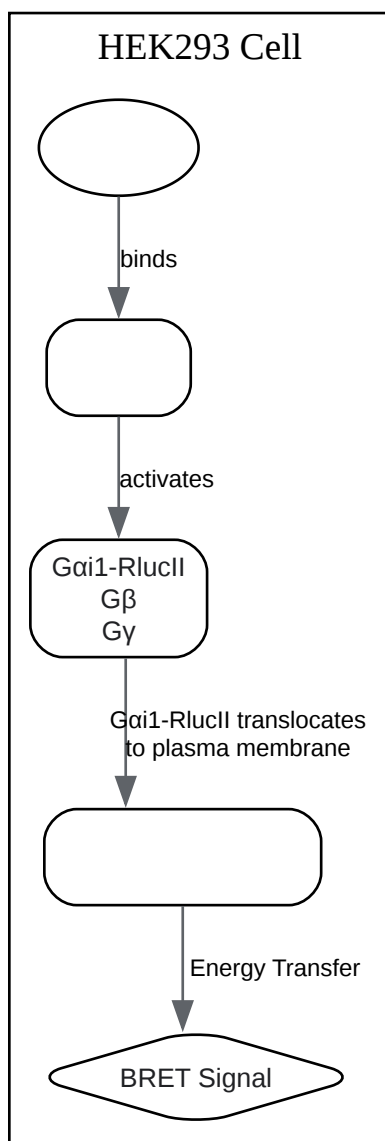 HEK293 Cell
binds
activates
Gαi1-RlucII
Gβ
Gγ
Gαi1-RlucII translocates
to plasma membrane
Energy Transfer
BRET Signal